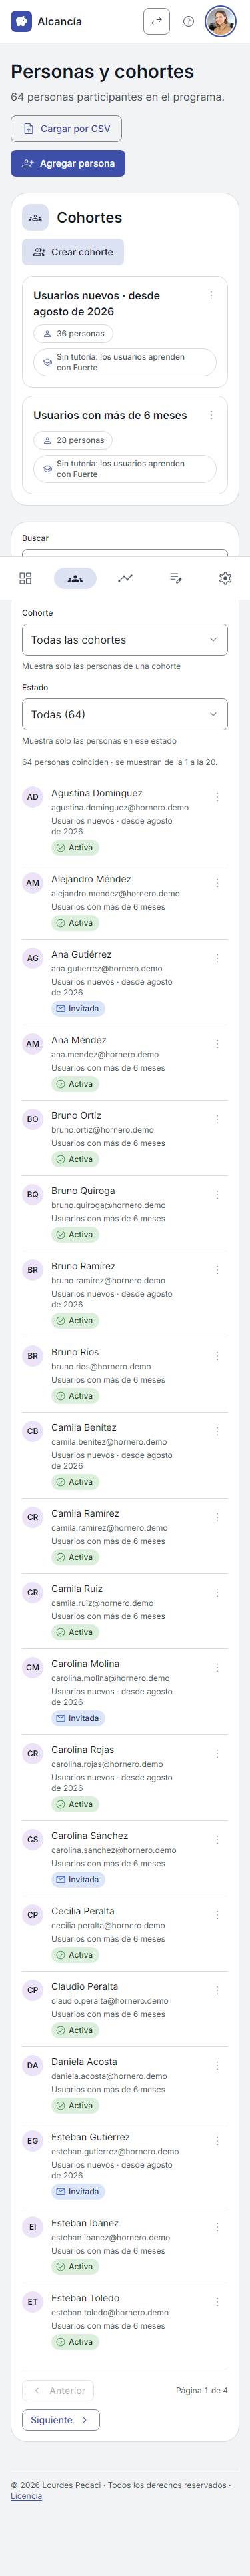 Alcancía
Personas y cohortes
64 personas participantes en el programa.
Cargar por CSV
Agregar persona
Cohortes
Crear cohorte
Usuarios nuevos · desde
agosto de 2026
36 personas
Sin tutoría: los usuarios aprenden
con Fuerte
Usuarios con más de 6 meses
28 personas
Sin tutoría: los usuarios aprenden
con Fuerte
Buscar
Cohorte
Todas las cohortes
Muestra solo las personas de una cohorte
Estado
Todas (64)
Muestra solo las personas en ese estado
64 personas coinciden · se muestran de la 1 a la 20.
AD
Agustina Domínguez
agustina.dominguez@hornero.demo
Usuarios nuevos · desde agosto
de 2026
Activa
AM
Alejandro Méndez
alejandro.mendez@hornero.demo
Usuarios con más de 6 meses
Activa
AG
Ana Gutiérrez
ana.gutierrez@hornero.demo
Usuarios nuevos · desde agosto
de 2026
Invitada
AM
Ana Méndez
ana.mendez@hornero.demo
Usuarios con más de 6 meses
Activa
BO
Bruno Ortiz
bruno.ortiz@hornero.demo
Usuarios con más de 6 meses
Activa
BQ
Bruno Quiroga
bruno.quiroga@hornero.demo
Usuarios con más de 6 meses
Activa
BR
Bruno Ramírez
bruno.ramirez@hornero.demo
Usuarios nuevos · desde agosto
de 2026
Activa
BR
Bruno Ríos
bruno.rios@hornero.demo
Usuarios con más de 6 meses
Activa
CB
Camila Benítez
camila.benitez@hornero.demo
Usuarios nuevos · desde agosto
de 2026
Activa
CR
Camila Ramírez
camila.ramirez@hornero.demo
Usuarios con más de 6 meses
Activa
CR
Camila Ruiz
camila.ruiz@hornero.demo
Usuarios con más de 6 meses
Activa
CM
Carolina Molina
carolina.molina@hornero.demo
Usuarios nuevos · desde agosto
de 2026
Invitada
CR
Carolina Rojas
carolina.rojas@hornero.demo
Usuarios nuevos · desde agosto
de 2026
Activa
CS
Carolina Sánchez
carolina.sanchez@hornero.demo
Usuarios con más de 6 meses
Invitada
CP
Cecilia Peralta
cecilia.peralta@hornero.demo
Usuarios con más de 6 meses
Activa
CP
Claudio Peralta
claudio.peralta@hornero.demo
Usuarios con más de 6 meses
Activa
DA
Daniela Acosta
daniela.acosta@hornero.demo
Usuarios con más de 6 meses
Activa
EG
Esteban Gutiérrez
esteban.gutierrez@hornero.demo
Usuarios nuevos · desde agosto
de 2026
Invitada
EI
Esteban Ibáñez
esteban.ibanez@hornero.demo
Usuarios con más de 6 meses
Activa
ET
Esteban Toledo
esteban.toledo@hornero.demo
Usuarios con más de 6 meses
Activa
Anterior
Página 1 de 4
Siguiente
© 2026 Lourdes Pedaci · Todos los derechos reservados ·
Licencia